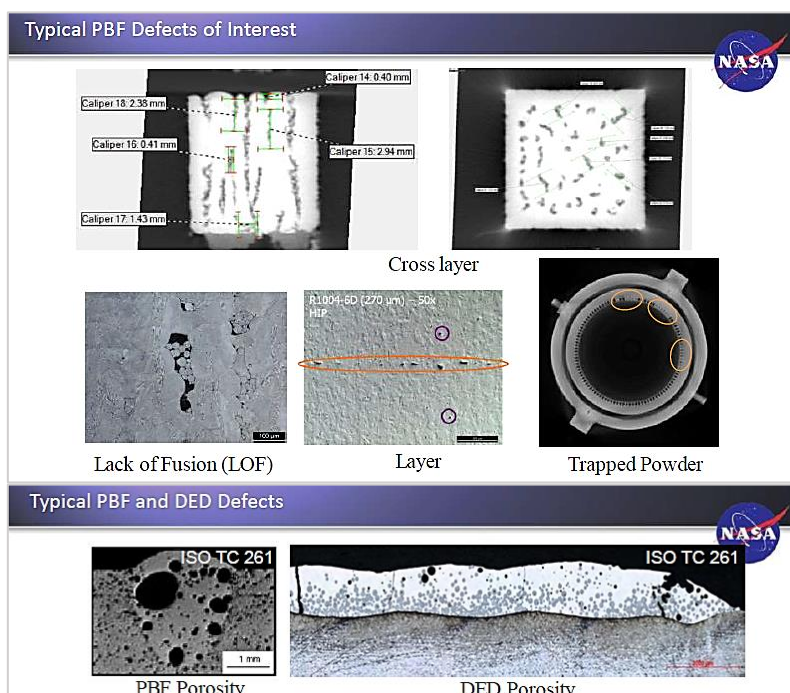 Typical PBF Defects of Interest
NASA
Caliper 14: 0.40 mm
Caliper 18: 2.38 mm
Caliper 16: 0.41 mm
Caliper 15: 2.94 mm
Caliper 17: 1.43 mm
Cross layer
R1004-6D (270 µm) – 50x
HIP
100 µm
Lack of Fusion (LOF)
Layer
Trapped Powder
Typical PBF and DED Defects
NASA
ISO TC 261
ISO TC 261
1 mm
PBF Porosity
DED Porosity